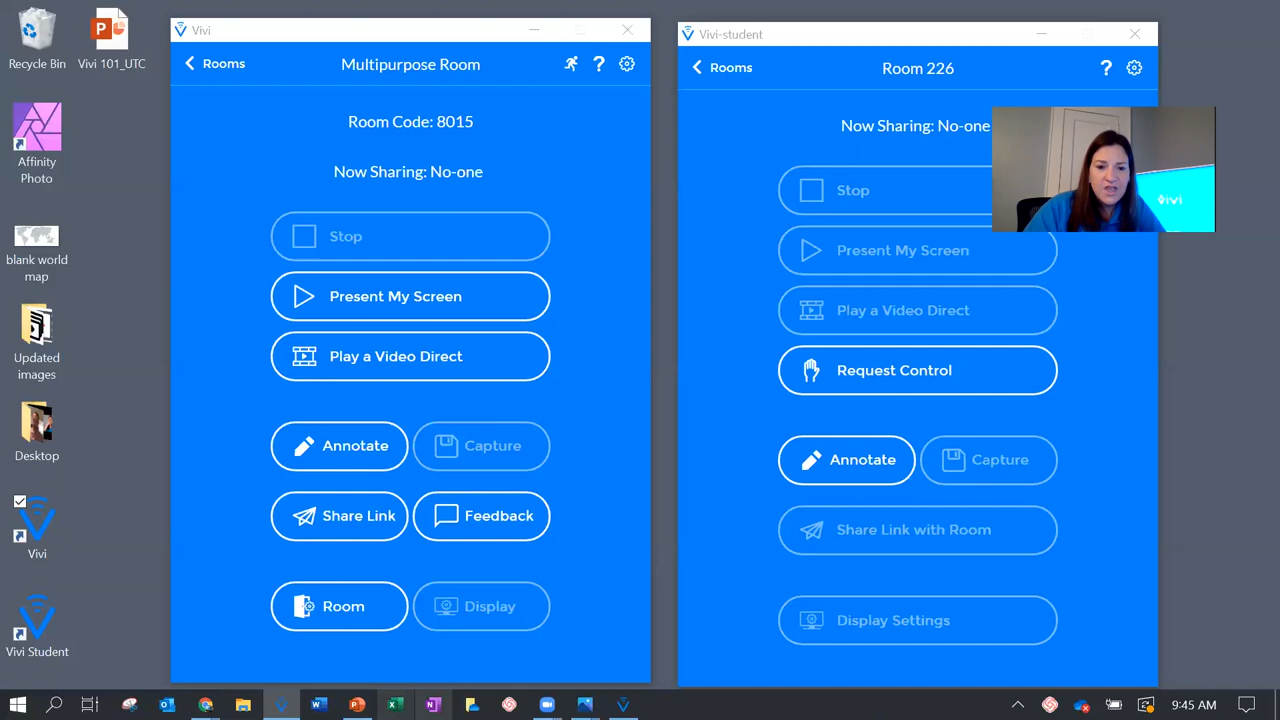 Recycle Bin
Vivi 101_UTC
Affinity
Photo
blank world
map
Updated
images
Desktop
Vivi
Vivi Student
Vivi
Rooms
Multipurpose Room
?
Room Code: 8015
Now Sharing: No-one
Stop
Present My Screen
Play a Video Direct
Annotate
Capture
Share Link
Feedback
Room
Display
Vivi-student
Rooms
Room 226
?
Now Sharing: No-one
Stop
Present My Screen
Play a Video Direct
Request Control
Annotate
Capture
Share Link with Room
Display Settings
vivi
9:45 AM